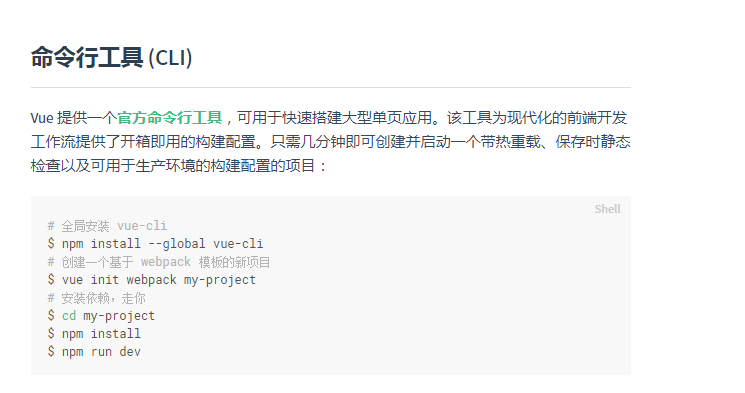 命令行工具 (CLI)
Vue 提供一个官方命令行工具，可用于快速搭建大型单页应用。该工具为现代化的前端开发
工作流提供了开箱即用的构建配置。只需几分钟即可创建并启动一个带热重载、保存时静态
检查以及可用于生产环境的构建配置的项目：
Shell
# 全局安装 vue-cli
$ npm install --global vue-cli
# 创建一个基于 webpack 模板的新项目
$ vue init webpack my-project
# 安装依赖，走你
$ cd my-project
$ npm install
$ npm run dev